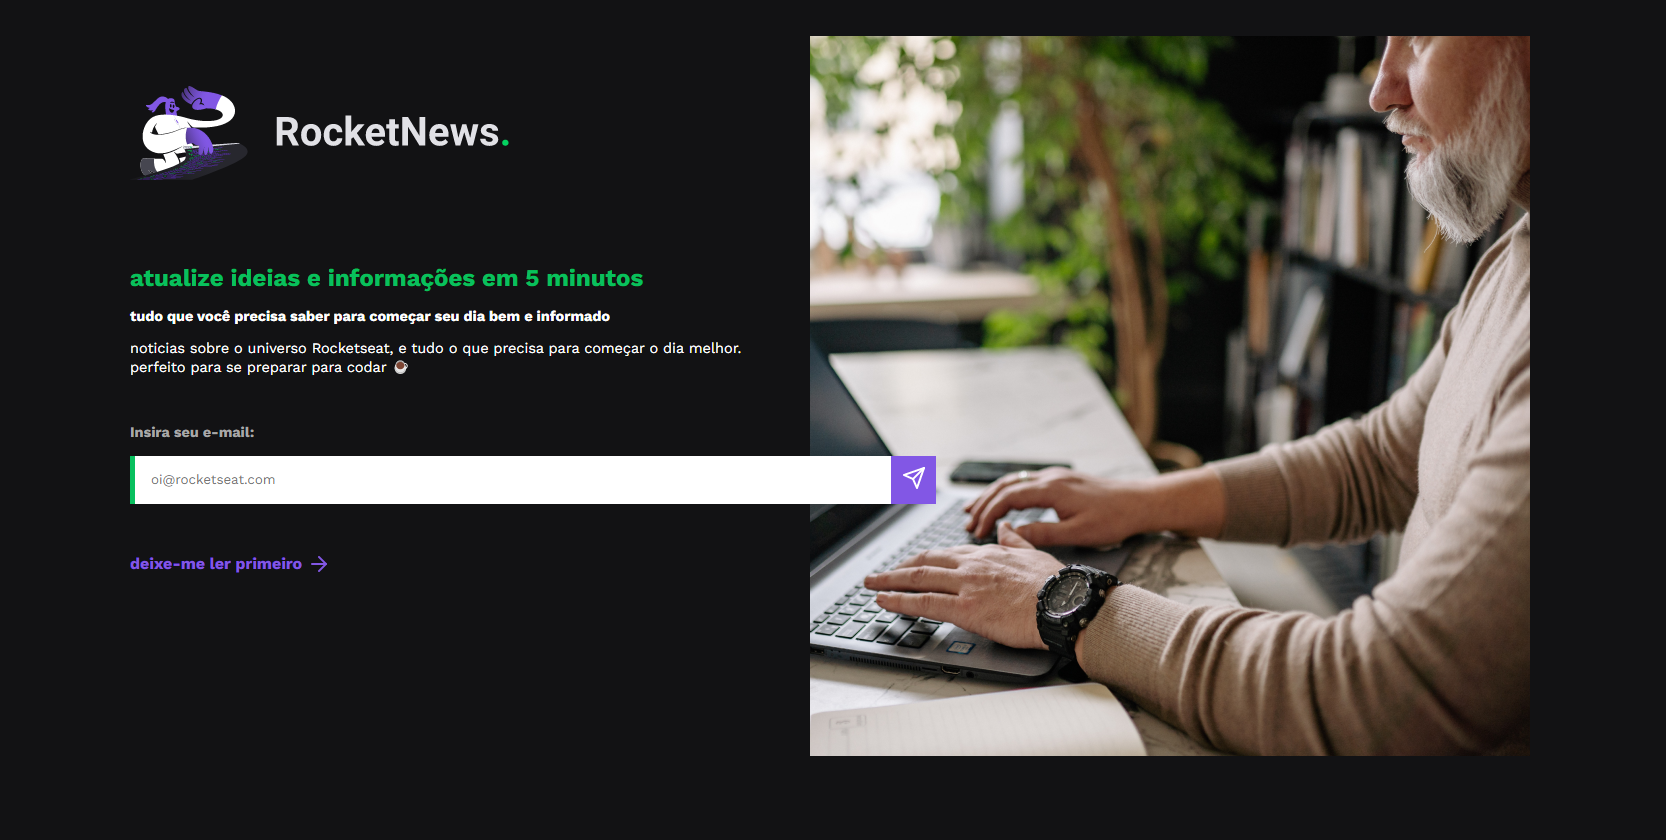 RocketNews.
atualize ideias e informações em 5 minutos
tudo que você precisa saber para começar seu dia bem e informado
noticias sobre o universo Rocketseat, e tudo o que precisa para começar o dia melhor.
perfeito para se preparar para codar ☕
Insira seu e-mail:
oi@rocketseat.com
deixe-me ler primeiro →